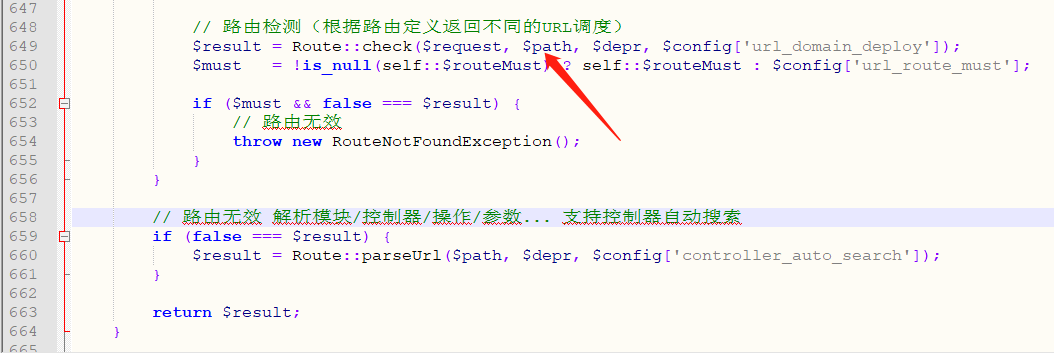 647
648 // 路由检测（根据路由定义返回不同的URL调度）
649 $result = Route::check($request, $path, $depr, $config['url_domain_deploy']);
650 $must   = !is_null(self::$routeMust) ? self::$routeMust : $config['url_route_must'];
651
652 if ($must && false === $result) {
653 // 路由无效
654 throw new RouteNotFoundException();
655 }
656 }
657
658 // 路由无效 解析模块/控制器/操作/参数... 支持控制器自动搜索
659 if (false === $result) {
660 $result = Route::parseUrl($path, $depr, $config['controller_auto_search']);
661 }
662
663 return $result;
664 }
665